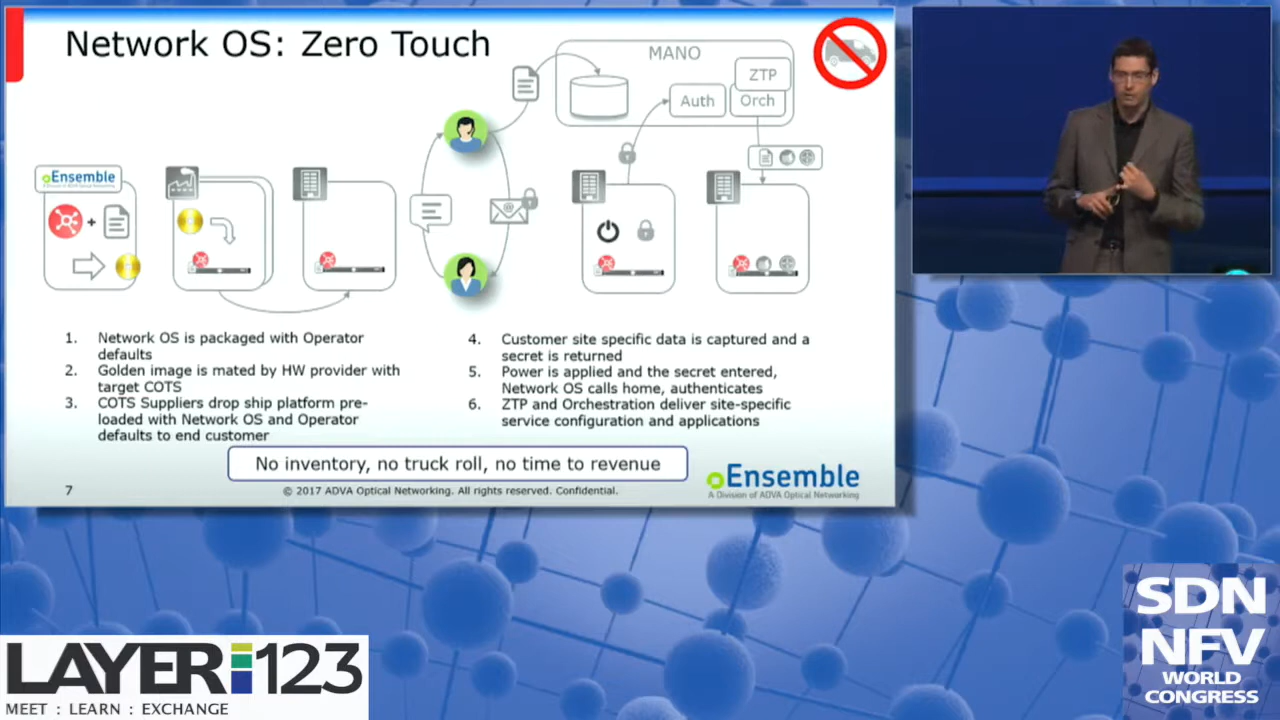 Network OS: Zero Touch
MANO
ZTP
Auth
Orch
Ensemble
A Division of ADVA Optical Networking
+
@
1. Network OS is packaged with Operator
defaults
2. Golden image is mated by HW provider with
target COTS
3. COTS Suppliers drop ship platform pre-
loaded with Network OS and Operator
defaults to end customer
4. Customer site specific data is captured and a
secret is returned
5. Power is applied and the secret entered,
Network OS calls home, authenticates
6. ZTP and Orchestration deliver site-specific
service configuration and applications
No inventory, no truck roll, no time to revenue
7
© 2017 ADVA Optical Networking. All rights reserved. Confidential.
Ensemble
A Division of ADVA Optical Networking
LAYER 123
MEET : LEARN : EXCHANGE
SDN
NFV
WORLD
CONGRESS